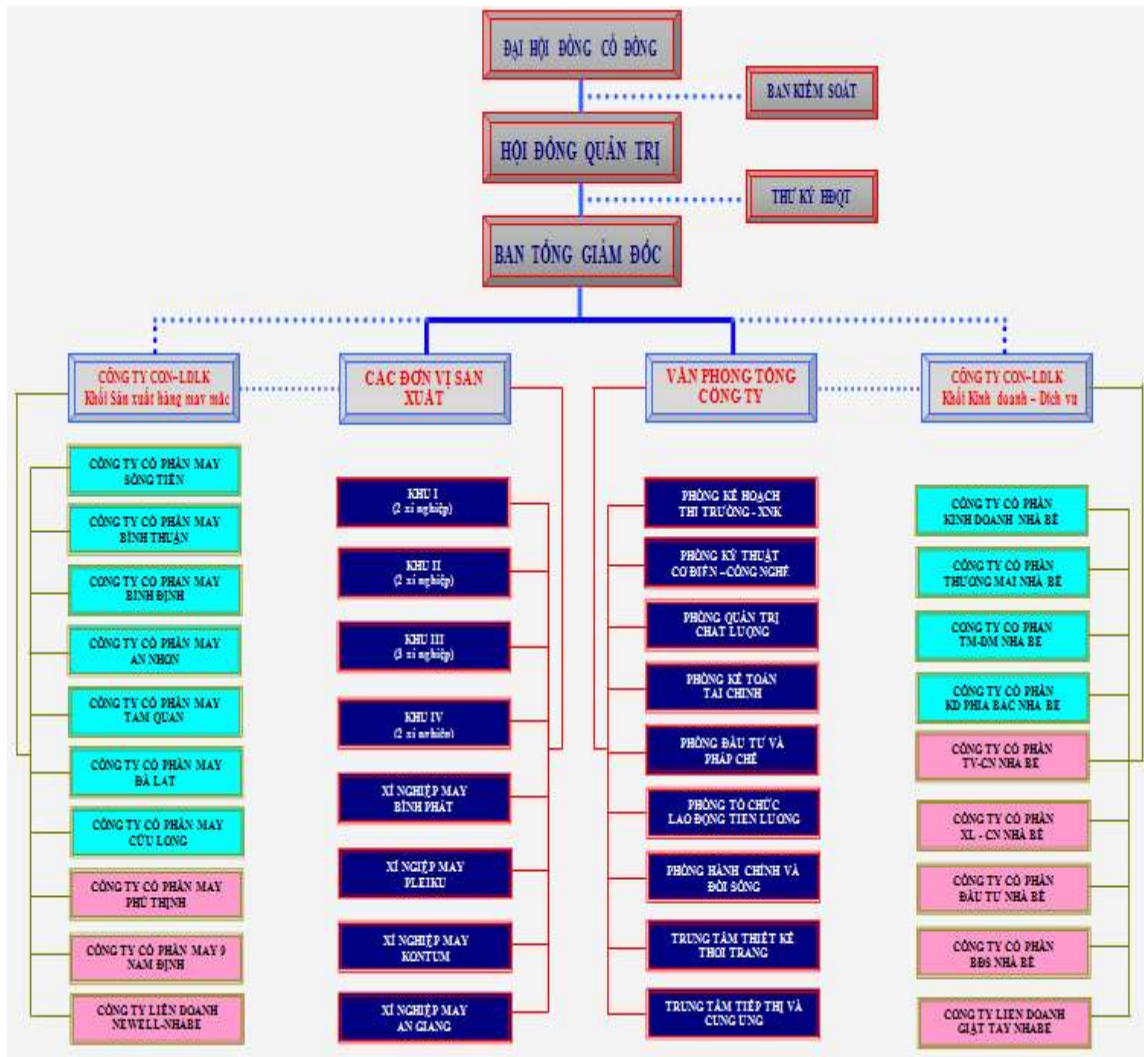 ĐẠI HỘI ĐỒNG CỔ ĐÔNG
BAN KIỂM SOÁT
HỘI ĐỒNG QUẢN TRỊ
THƯ KÝ HĐQT
BAN TỔNG GIÁM ĐỐC
CÔNG TY CON–LDLK
Khối Sản xuất hàng may mặc
CÁC ĐƠN VỊ SẢN
XUẤT
VĂN PHÒNG TỔNG
CÔNG TY
CÔNG TY CON–LDLK
Khối Kinh doanh – Dịch vụ
CÔNG TY CỔ PHẦN MAY
SÔNG TIỀN
CÔNG TY CỔ PHẦN MAY
BÌNH THUẬN
CÔNG TY CỔ PHẦN MAY
BÌNH ĐỊNH
CÔNG TY CỔ PHẦN MAY
AN NHƠN
CÔNG TY CỔ PHẦN MAY
TAM QUAN
CÔNG TY CỔ PHẦN MAY
ĐÀ LẠT
CÔNG TY CỔ PHẦN MAY
CỬU LONG
CÔNG TY CỔ PHẦN MAY
PHÚ THỊNH
CÔNG TY CỔ PHẦN MAY 9
NAM ĐỊNH
CÔNG TY LIÊN DOANH
NEWELL-NHABE
KHU I
(2 xí nghiệp)
KHU II
(2 xí nghiệp)
KHU III
(3 xí nghiệp)
KHU IV
(2 xí nghiệp)
XÍ NGHIỆP MAY
BÌNH PHÁT
XÍ NGIỆP MAY
PLEIKU
XÍ NGHIỆP MAY
KONTUM
XÍ NGHIỆP MAY
AN GIANG
PHÒNG KẾ HOẠCH
THỊ TRƯỜNG - XNK
PHÒNG KỸ THUẬT
CƠ ĐIỆN –CÔNG NGHỆ
PHÒNG QUẢN TRỊ
CHẤT LƯỢNG
PHÒNG KẾ TOÁN
TÀI CHÍNH
PHÒNG ĐẦU TƯ VÀ
PHÁP CHẾ
PHÒNG TỔ CHỨC
LAO ĐỘNG TIỀN LƯƠNG
PHÒNG HÀNH CHÍNH VÀ
ĐỜI SỐNG
TRUNG TÂM THIẾT KẾ
THỜI TRANG
TRUNG TÂM TIẾP THỊ VÀ
CUNG ỨNG
CÔNG TY CỔ PHẦN
KINH DOANH NHÀ BÈ
CÔNG TY CỔ PHẦN
THƯƠNG MẠI NHÀ BÈ
CÔNG TY CỔ PHẦN
TM-DM NHÀ BÈ
CÔNG TY CỔ PHẦN
KD PHÍA BẮC NHÀ BÈ
CÔNG TY CỔ PHẦN
TV-CN NHÀ BÈ
CÔNG TY CỔ PHẦN
XL - CN NHÀ BÈ
CÔNG TY CỔ PHẦN
ĐẦU TƯ NHÀ BÈ
CÔNG TY CỔ PHẦN
BĐS NHÀ BÈ
CÔNG TY LIÊN DOANH
GIẶT TẨY NHABE